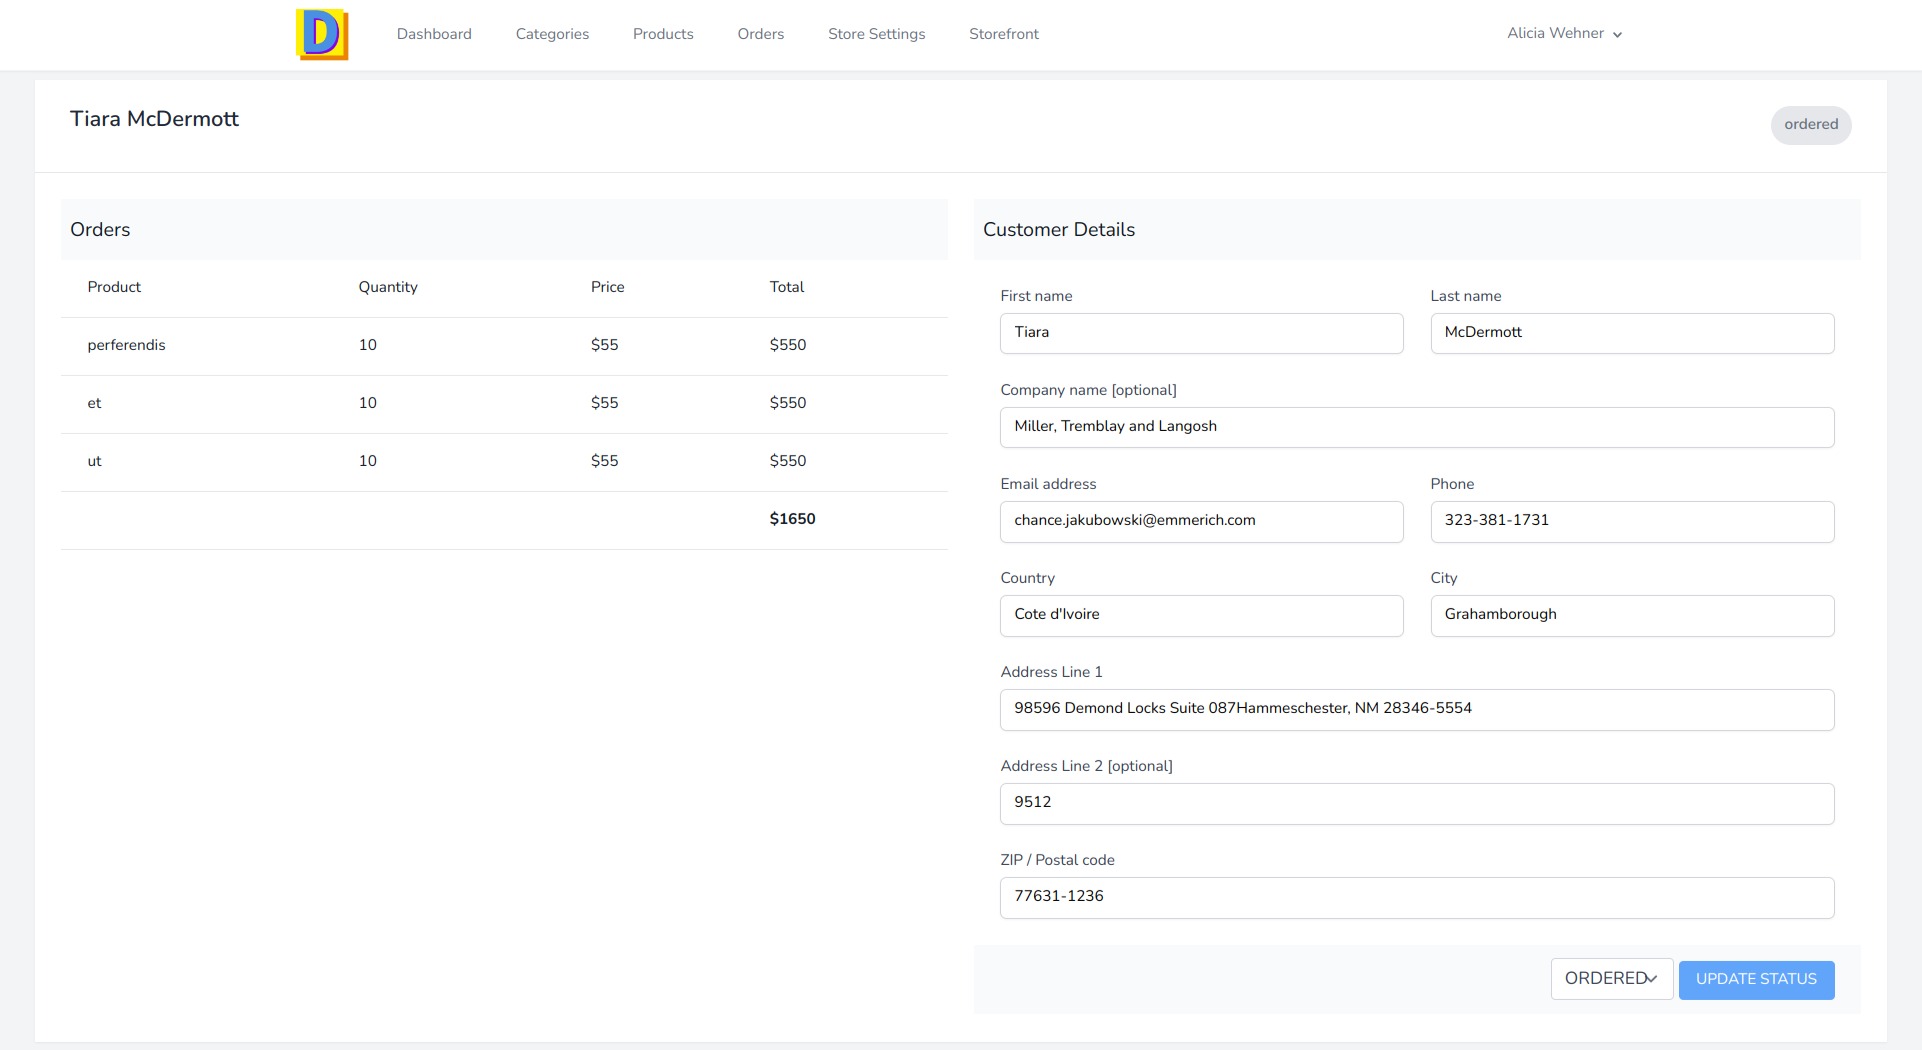 D
Dashboard Categories Products Orders Store Settings Storefront Alicia Wehner
Tiara McDermott
ordered
Orders
Product Quantity Price Total
perferendis 10 $55 $550
et 10 $55 $550
ut 10 $55 $550
$1650
Customer Details
First name Last name
Tiara McDermott
Company name [optional]
Miller, Tremblay and Langosh
Email address Phone
chance.jakubowski@emmerich.com 323-381-1731
Country City
Cote d'Ivoire Grahamborough
Address Line 1
98596 Demond Locks Suite 087Hammeschester, NM 28346-5554
Address Line 2 [optional]
9512
ZIP / Postal code
77631-1236
ORDERED UPDATE STATUS